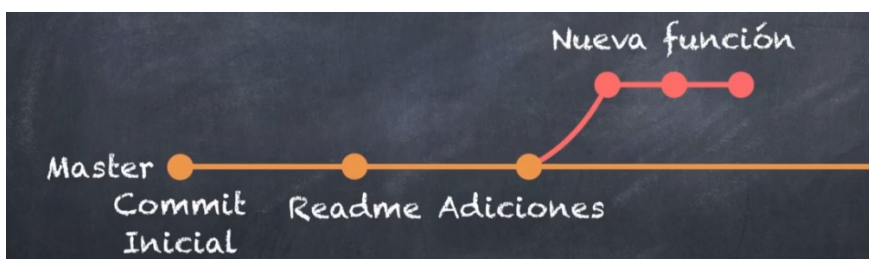 Nueva función
Master
Commit
Inicial
Readme
Adiciones